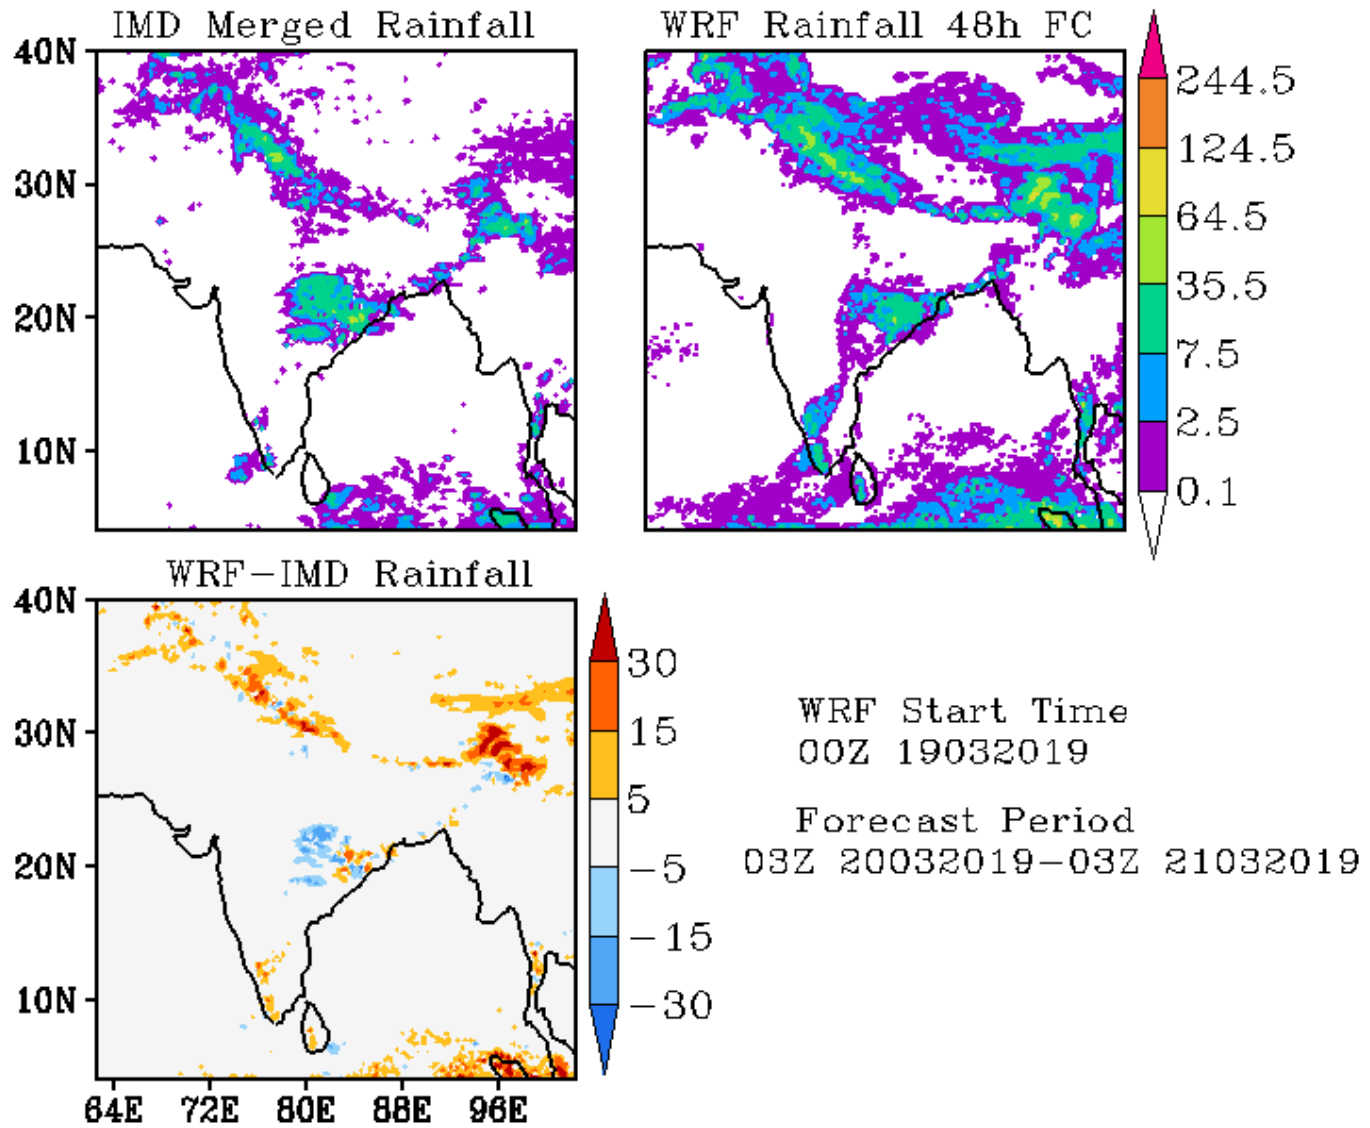 IMD Merged Rainfall
WRF Rainfall 48h FC
40N
30N
20N
10N
244.5
124.5
64.5
35.5
7.5
2.5
0.1
WRF-IMD Rainfall
40N
30N
20N
10N
64E 72E 80E 88E 96E
30
15
5
-5
-15
-30
WRF Start Time
00Z 19032019
Forecast Period
03Z 20032019-03Z 21032019